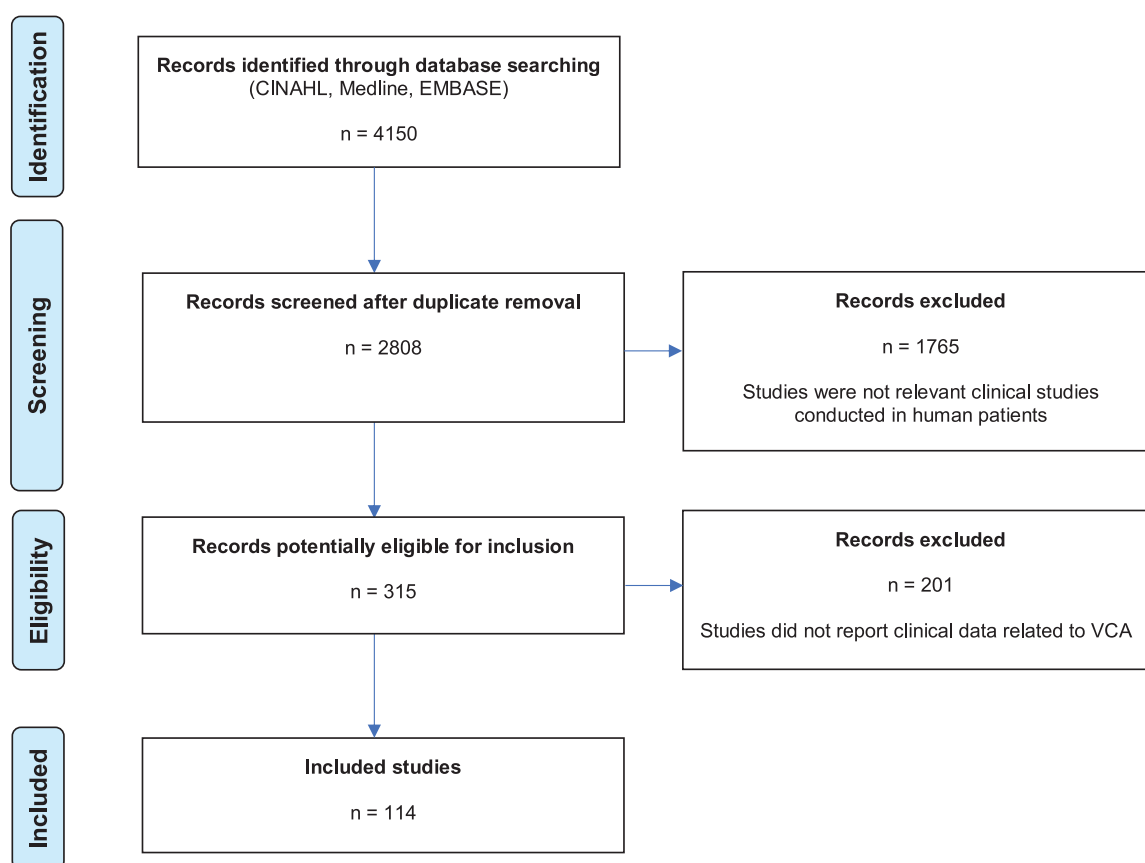 Identification
Records identified through database searching
(CINAHL, Medline, EMBASE)
n = 4150
Screening
Records screened after duplicate removal
n = 2808
Records excluded
n = 1765
Studies were not relevant clinical studies
conducted in human patients
Eligibility
Records potentially eligible for inclusion
n = 315
Records excluded
n = 201
Studies did not report clinical data related to VCA
Included
Included studies
n = 114